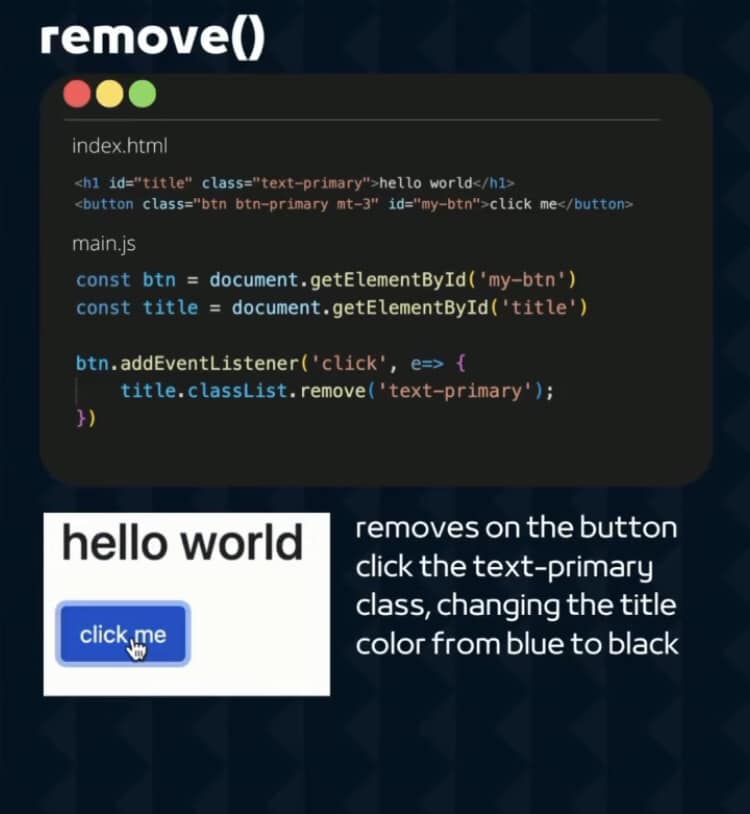 remove()
index.html
<h1 id="title" class="text-primary">hello world</h1>
<button class="btn btn-primary mt-3" id="my-btn">click me</button>
main.js
const btn = document.getElementById('my-btn')
const title = document.getElementById('title')
btn.addEventListener('click', e=> {
    title.classList.remove('text-primary');
})
hello world
click me
removes on the button
click the text-primary
class, changing the title
color from blue to black